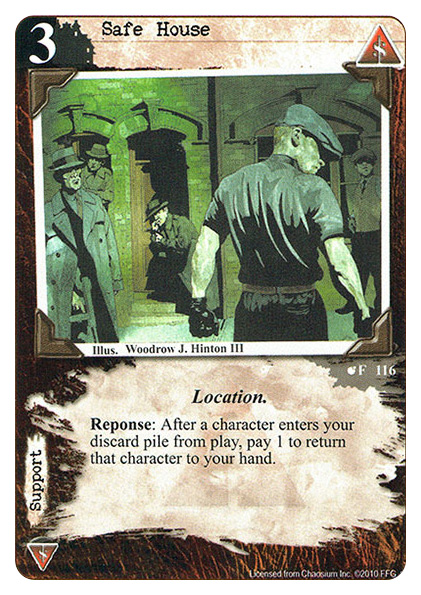 3
Safe House
Illus. Woodrow J. Hinton III
F 116
Location.
Reponse: After a character enters your
discard pile from play, pay 1 to return
that character to your hand.
Support
Licensed from Chaosium Inc. ©2010 FFG